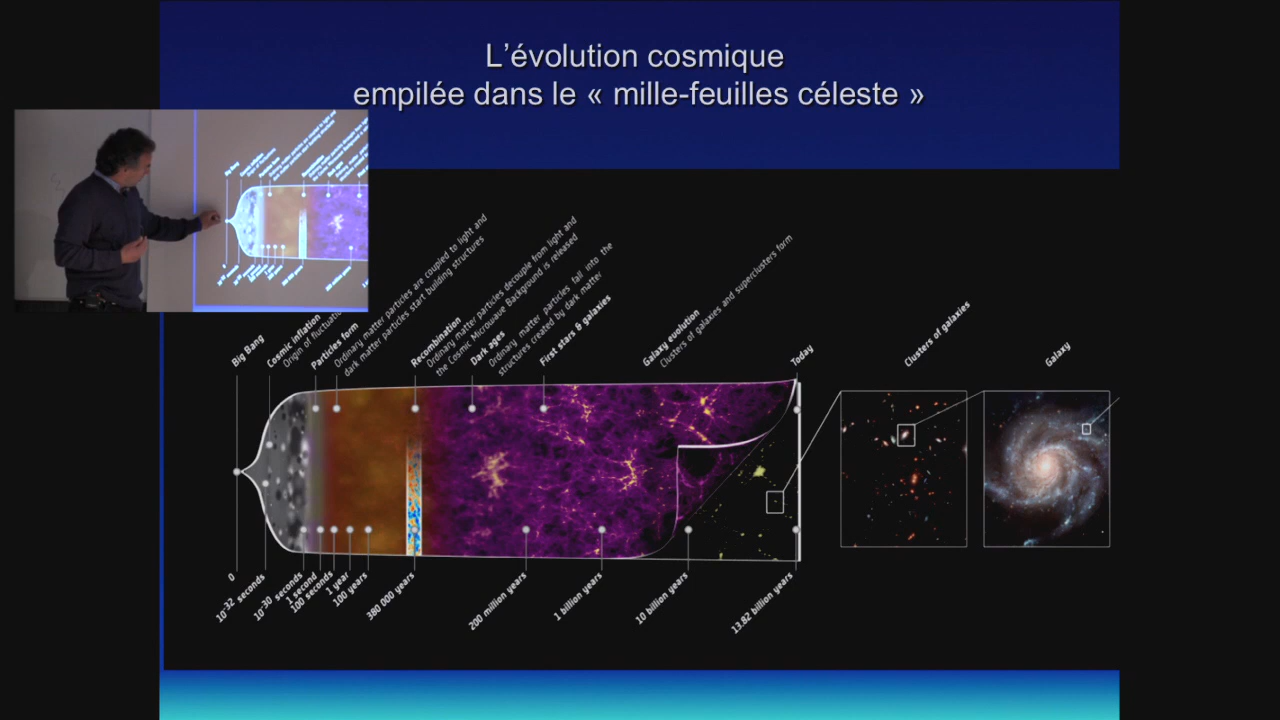 L’évolution cosmique
empilée dans le « mille-feuilles céleste »
Big Bang
Cosmic inflation
Origin of fluctuatio
Particles form
Ordinary matter particles are coupled to light and
dark matter particles start building structures
Recombination
Ordinary matter particles decouple from light and
the Cosmic Microwave Background is released
Dark ages
Ordinary matter particles fall into the
structures created by dark matter
First stars & galaxies
Galaxy evolution
Clusters of galaxies and superclusters form
Today
Clusters of galaxies
Galaxy
0
10⁻³² seconds
10⁻³⁰ seconds
1 second
100 seconds
1 year
100 years
380 000 years
200 million years
1 billion years
10 billion years
13.82 billion years